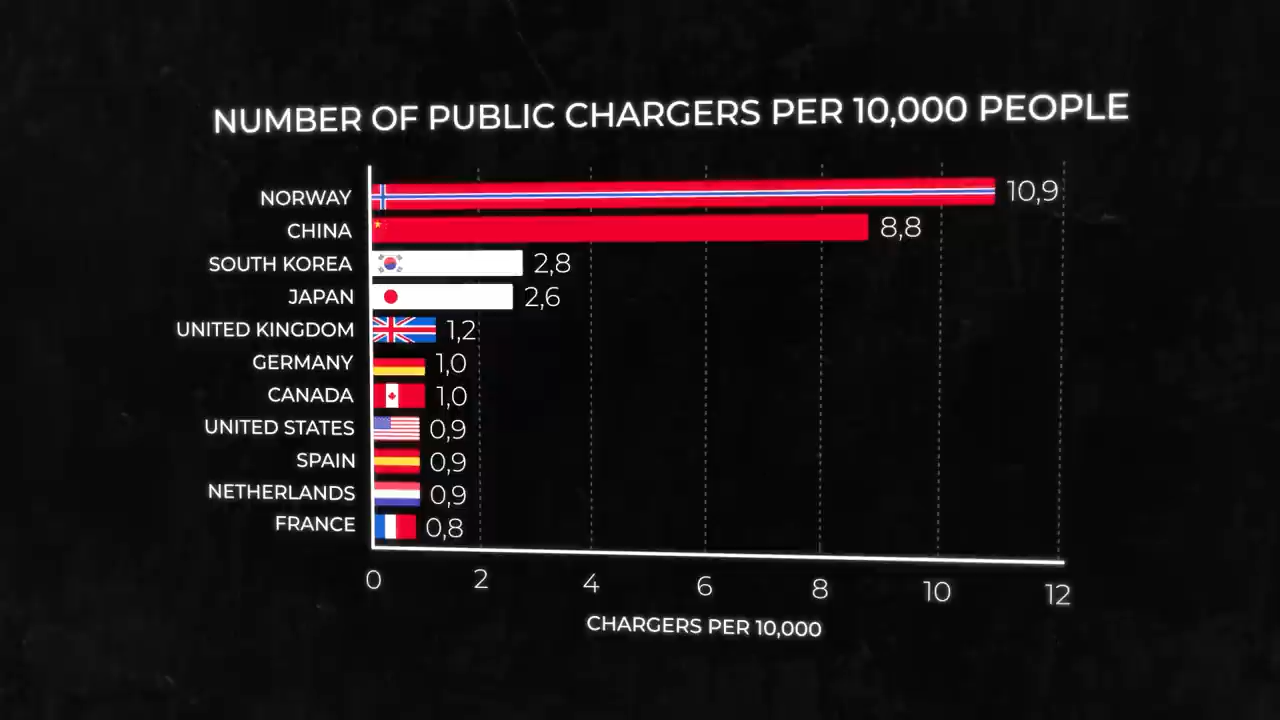 NUMBER OF PUBLIC CHARGERS PER 10,000 PEOPLE
NORWAY 10,9
CHINA 8,8
SOUTH KOREA 2,8
JAPAN 2,6
UNITED KINGDOM 1,2
GERMANY 1,0
CANADA 1,0
UNITED STATES 0,9
SPAIN 0,9
NETHERLANDS 0,9
FRANCE 0,8
0 2 4 6 8 10 12
CHARGERS PER 10,000